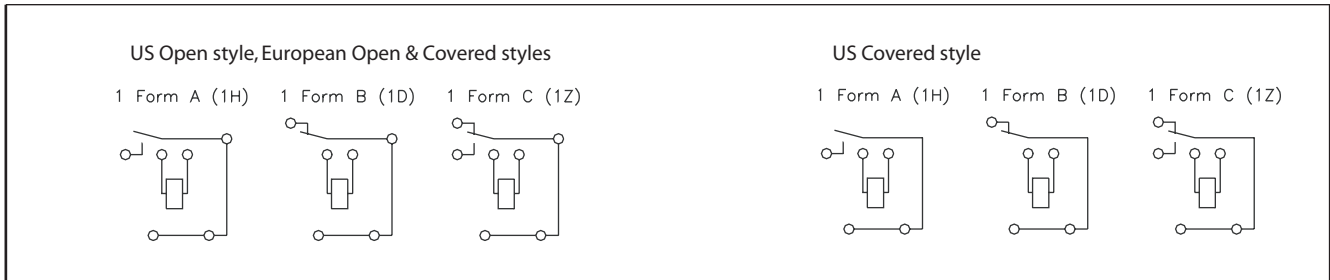 US Open style, European Open & Covered styles
1 Form A (1H) 1 Form B (1D) 1 Form C (1Z)
US Covered style
1 Form A (1H) 1 Form B (1D) 1 Form C (1Z)